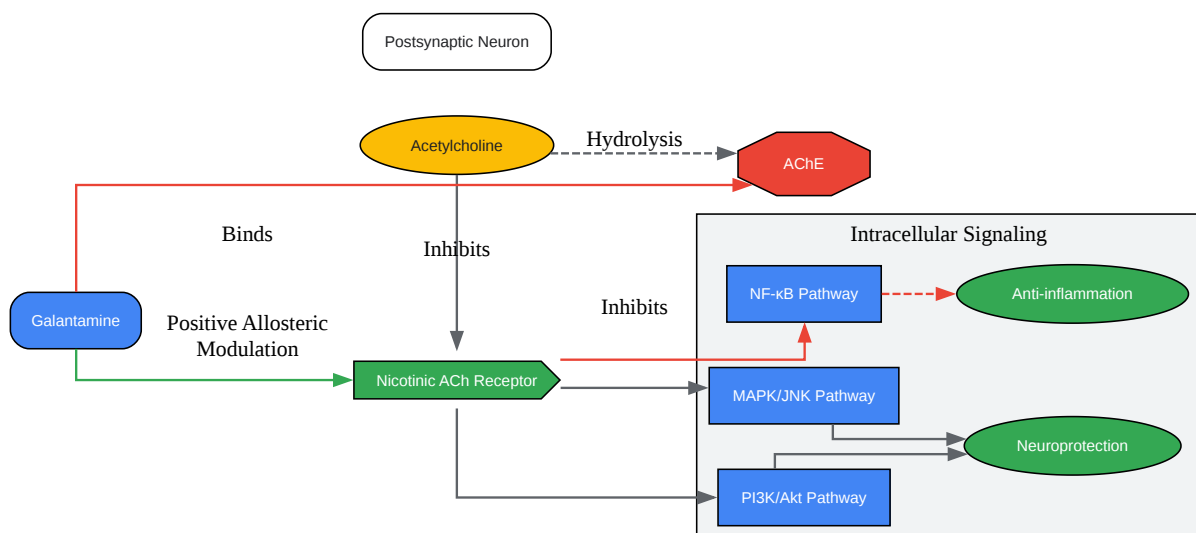 Postsynaptic Neuron
Acetylcholine
Hydrolysis
AChE
Binds
Inhibits
Intracellular Signaling
NF-κB Pathway
Anti-inflammation
Galantamine
Positive Allosteric
Modulation
Inhibits
Nicotinic ACh Receptor
MAPK/JNK Pathway
Neuroprotection
PI3K/Akt Pathway